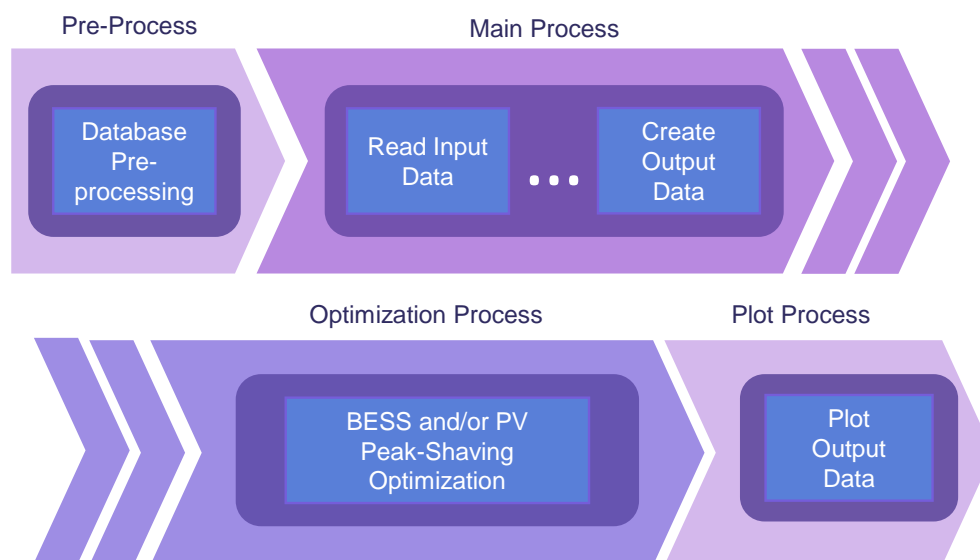 Pre-Process
Main Process
Database
Pre-
processing
Read Input
Data
...
Create
Output
Data
Optimization Process
Plot Process
BESS and/or PV
Peak-Shaving
Optimization
Plot
Output
Data